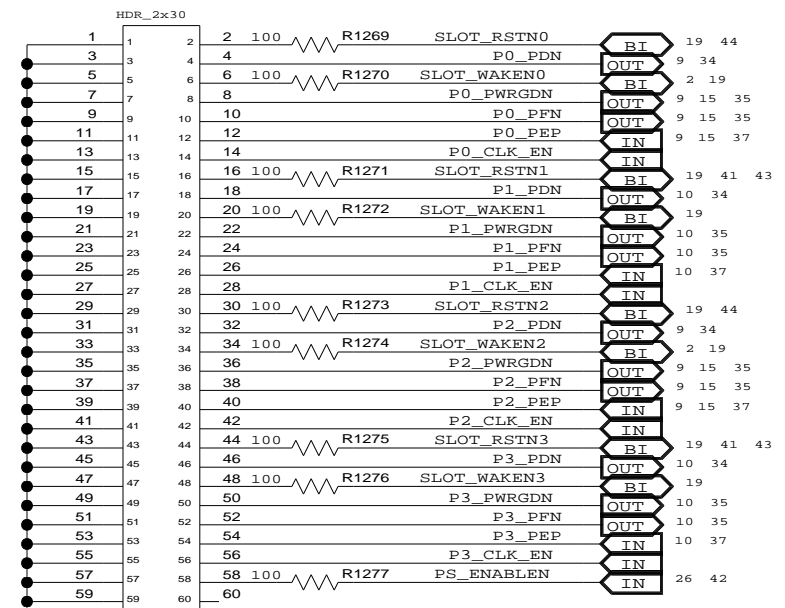 HDR_2x30
1 1 2 2 100 R1269 SLOT_RSTN0 BI 19 44
3 3 4 4 P0_PDN OUT 9 34
5 5 6 6 100 R1270 SLOT_WAKEN0 BI 2 19
7 7 8 8 P0_PWRGDN OUT 9 15 35
9 9 10 10 P0_PFN OUT 9 15 35
11 11 12 12 P0_PEP IN 9 15 37
13 13 14 14 P0_CLK_EN IN
15 15 16 16 100 R1271 SLOT_RSTN1 BI 19 41 43
17 17 18 18 P1_PDN OUT 10 34
19 19 20 20 100 R1272 SLOT_WAKEN1 BI 19
21 21 22 22 P1_PWRGDN OUT 10 35
23 23 24 24 P1_PFN OUT 10 35
25 25 26 26 P1_PEP IN 10 37
27 27 28 28 P1_CLK_EN IN
29 29 30 30 100 R1273 SLOT_RSTN2 BI 19 44
31 31 32 32 P2_PDN OUT 9 34
33 33 34 34 100 R1274 SLOT_WAKEN2 BI 2 19
35 35 36 36 P2_PWRGDN OUT 9 15 35
37 37 38 38 P2_PFN OUT 9 15 35
39 39 40 40 P2_PEP IN 9 15 37
41 41 42 42 P2_CLK_EN IN
43 43 44 44 100 R1275 SLOT_RSTN3 BI 19 41 43
45 45 46 46 P3_PDN OUT 10 34
47 47 48 48 100 R1276 SLOT_WAKEN3 BI 19
49 49 50 50 P3_PWRGDN OUT 10 35
51 51 52 52 P3_PFN OUT 10 35
53 53 54 54 P3_PEP IN 10 37
55 55 56 56 P3_CLK_EN IN
57 57 58 58 100 R1277 PS_ENABLEN IN 26 42
59 59 60 60